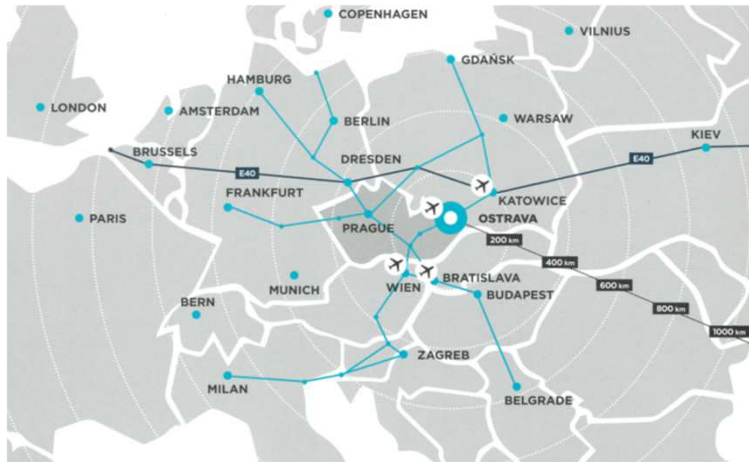 COPENHAGEN
VILNIUS
GDAŃSK
HAMBURG
LONDON
AMSTERDAM
BERLIN
WARSAW
KIEV
BRUSSELS
DRESDEN
E40
E40
FRANKFURT
KATOWICE
PARIS
PRAGUE
OSTRAVA
200 km
400 km
MUNICH
WIEN
BRATISLAVA
600 km
BERN
BUDAPEST
800 km
1000 km
ZAGREB
MILAN
BELGRADE